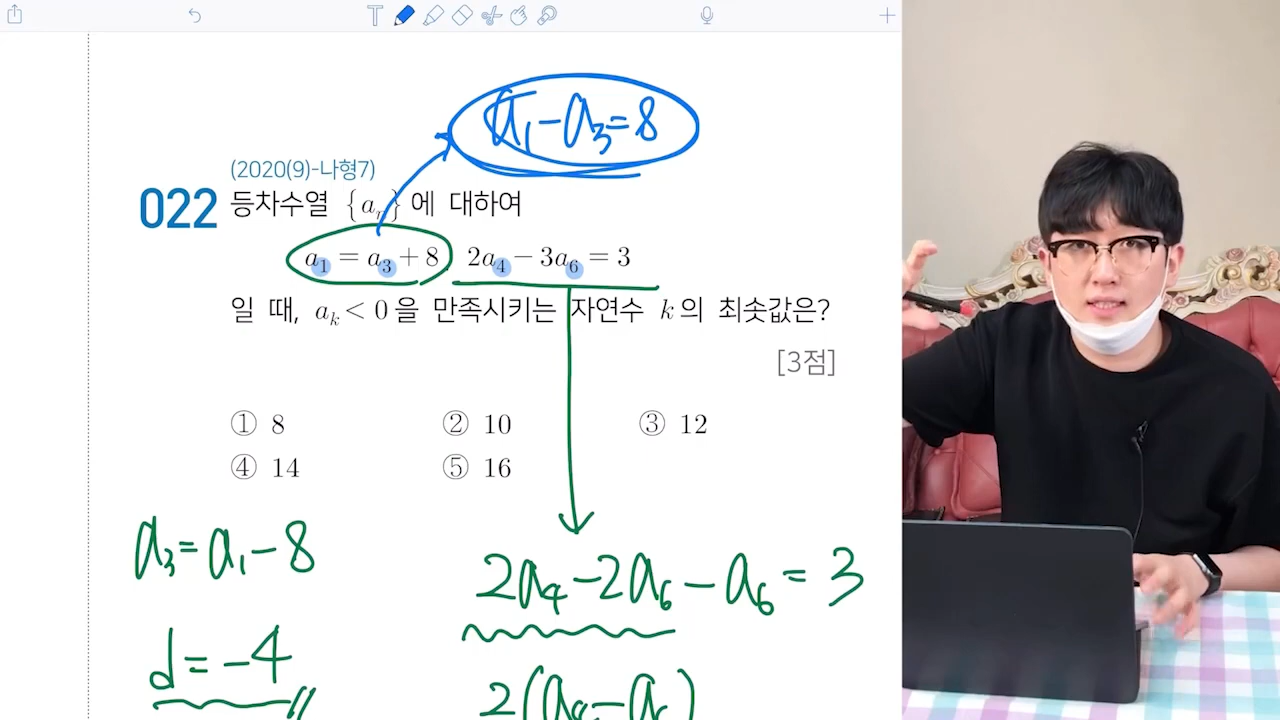 a₁-a₃=8
(2020(9)-나형7)
022 등차수열 {aₙ}에 대하여
a₁ = a₃ + 8, 2a₄ - 3a₆ = 3
일 때, aₖ < 0을 만족시키는 자연수 k의 최솟값은?
[3점]
① 8 ② 10 ③ 12
④ 14 ⑤ 16
a₃=a₁-8
2a₄-2a₆-a₆=3
d=-4
2(a₄-a₆)